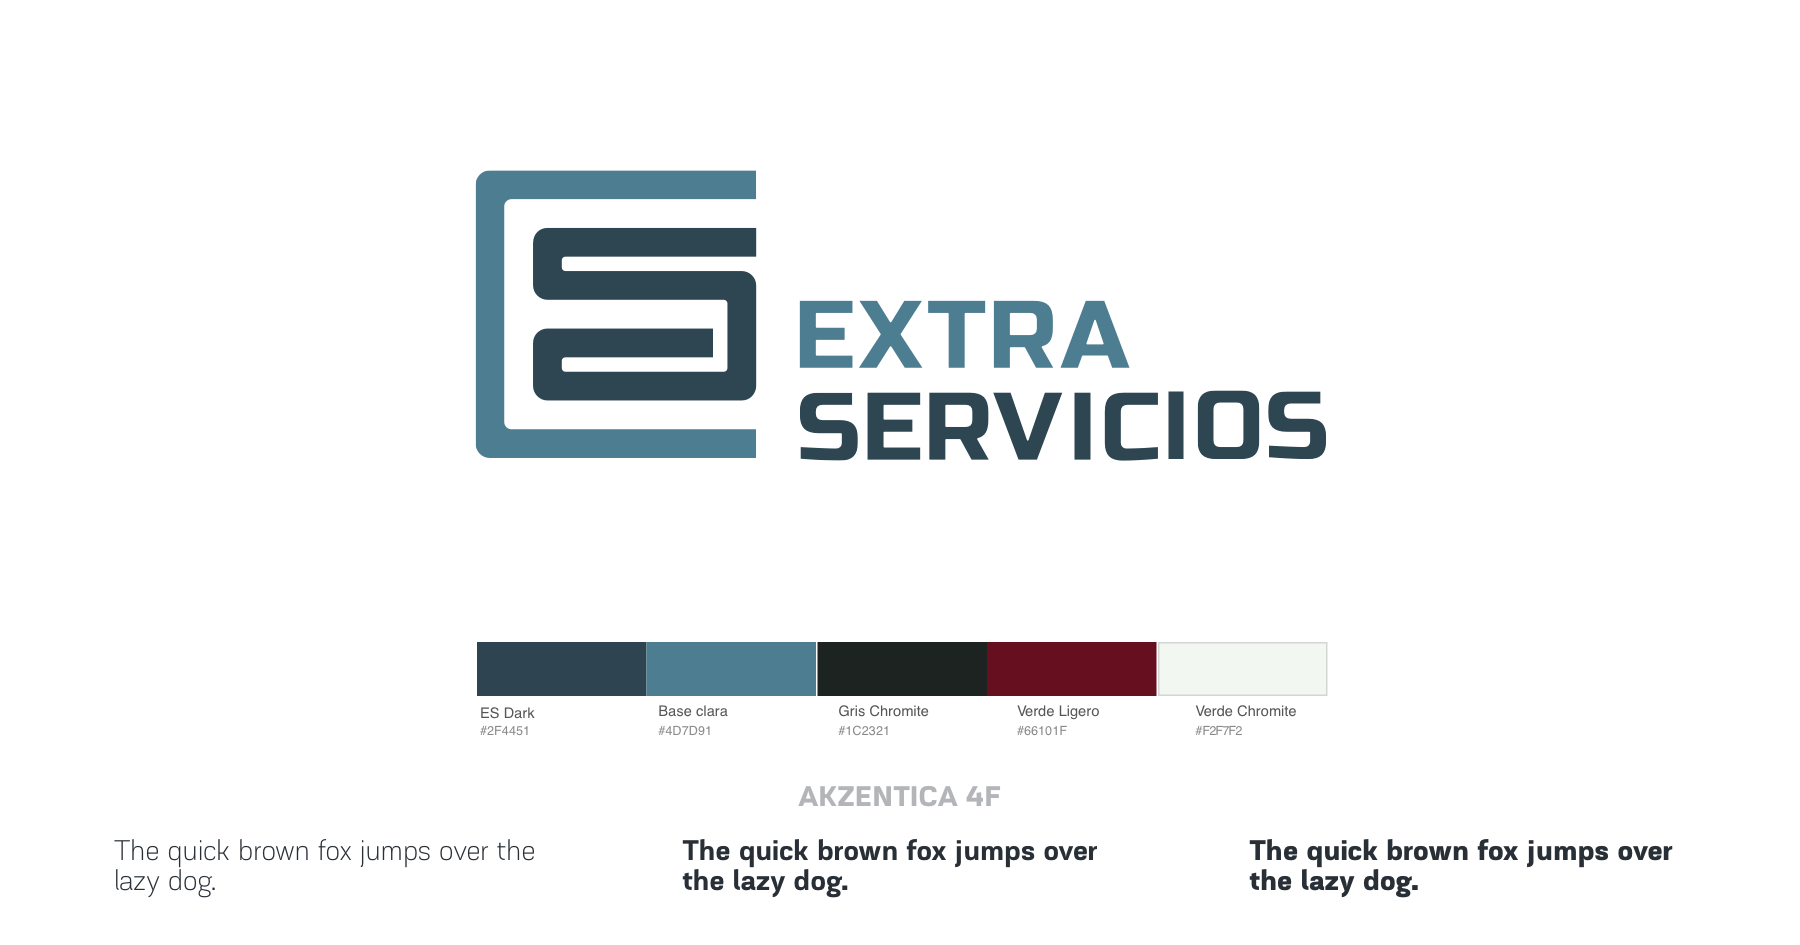 EXTRA
SERVICIOS
ES Dark
#2F4451
Base clara
#4D7D91
Gris Chromite
#1C2321
Verde Ligero
#66101F
Verde Chromite
#F2F7F2
AKZENTICA 4F
The quick brown fox jumps over the
lazy dog.
The quick brown fox jumps over
the lazy dog.
The quick brown fox jumps over
the lazy dog.